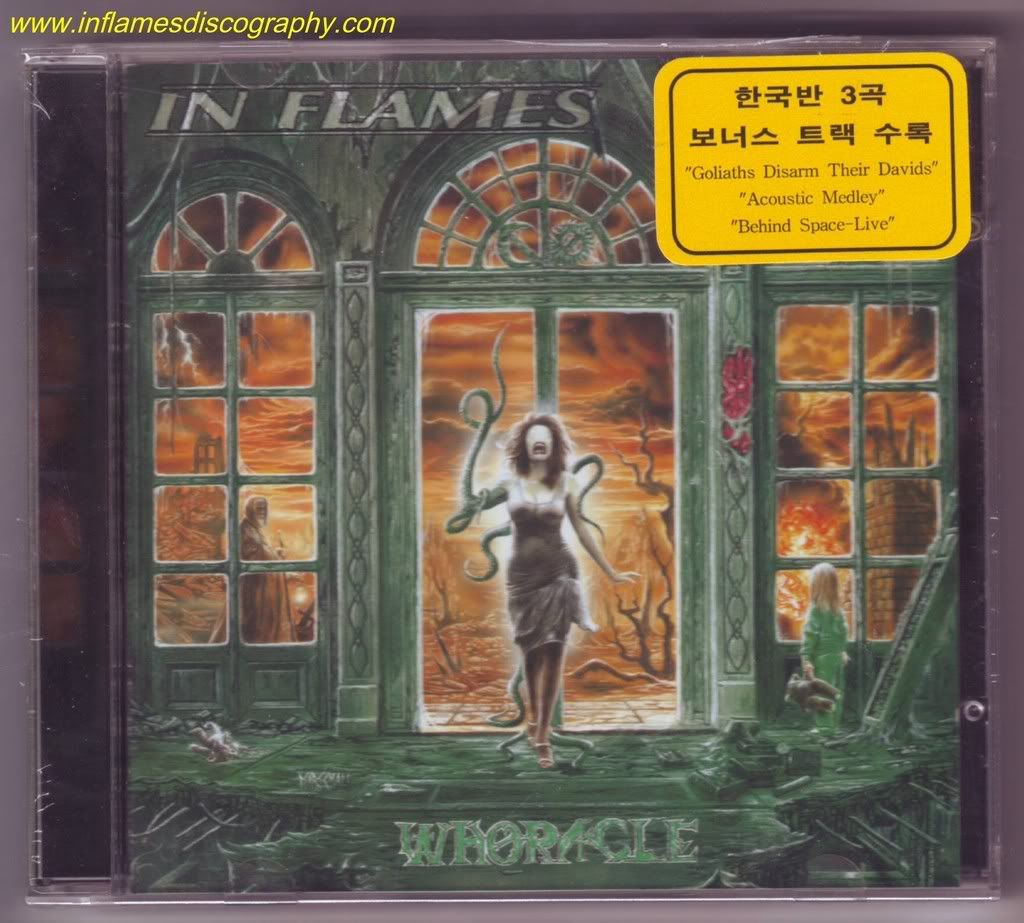 www.inflamesdiscography.com
IN FLAMES
한국반 3곡
보너스 트랙 수록
"Goliaths Disarm Their Davids"
"Acoustic Medley"
"Behind Space-Live"
WHORACLE